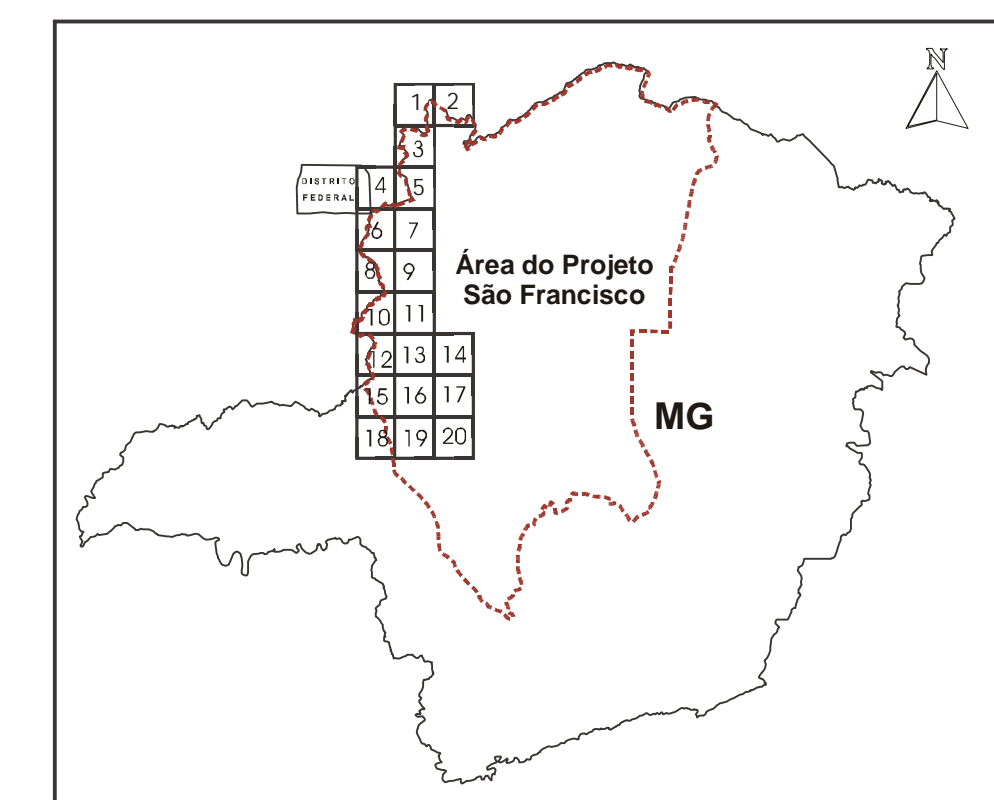 N
1 2
3
DISTRITO
FEDERAL
4 5
6 7
8 9
Área do Projeto
São Francisco
10 11
12 13 14
15 16 17
MG
18 19 20